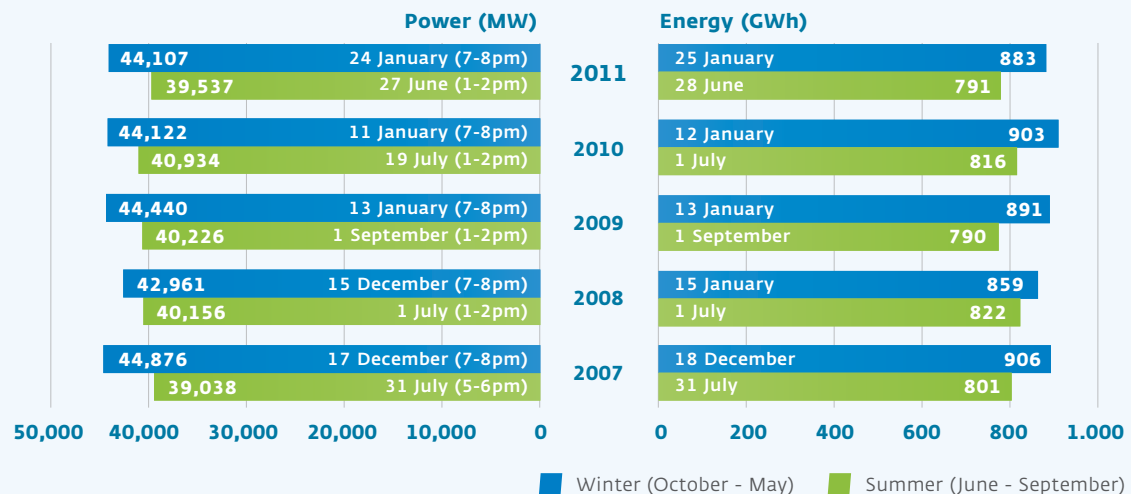 Power (MW) Energy (GWh)
44,107 24 January (7-8pm) 2011 25 January 883
39,537 27 June (1-2pm) 28 June 791
44,122 11 January (7-8pm) 2010 12 January 903
40,934 19 July (1-2pm) 1 July 816
44,440 13 January (7-8pm) 2009 13 January 891
40,226 1 September (1-2pm) 1 September 790
42,961 15 December (7-8pm) 2008 15 January 859
40,156 1 July (1-2pm) 1 July 822
44,876 17 December (7-8pm) 2007 18 December 906
39,038 31 July (5-6pm) 31 July 801
50,000 40,000 30,000 20,000 10,000 0 0 200 400 600 800 1.000
Winter (October - May) Summer (June - September)